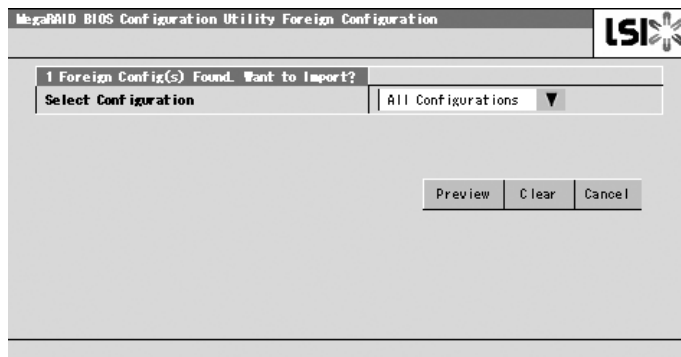 MegaRAID BIOS Configuration Utility Foreign Configuration
LSI
1 Foreign Config(s) Found. Want to Import?
Select Configuration
All Configurations
Preview
Clear
Cancel